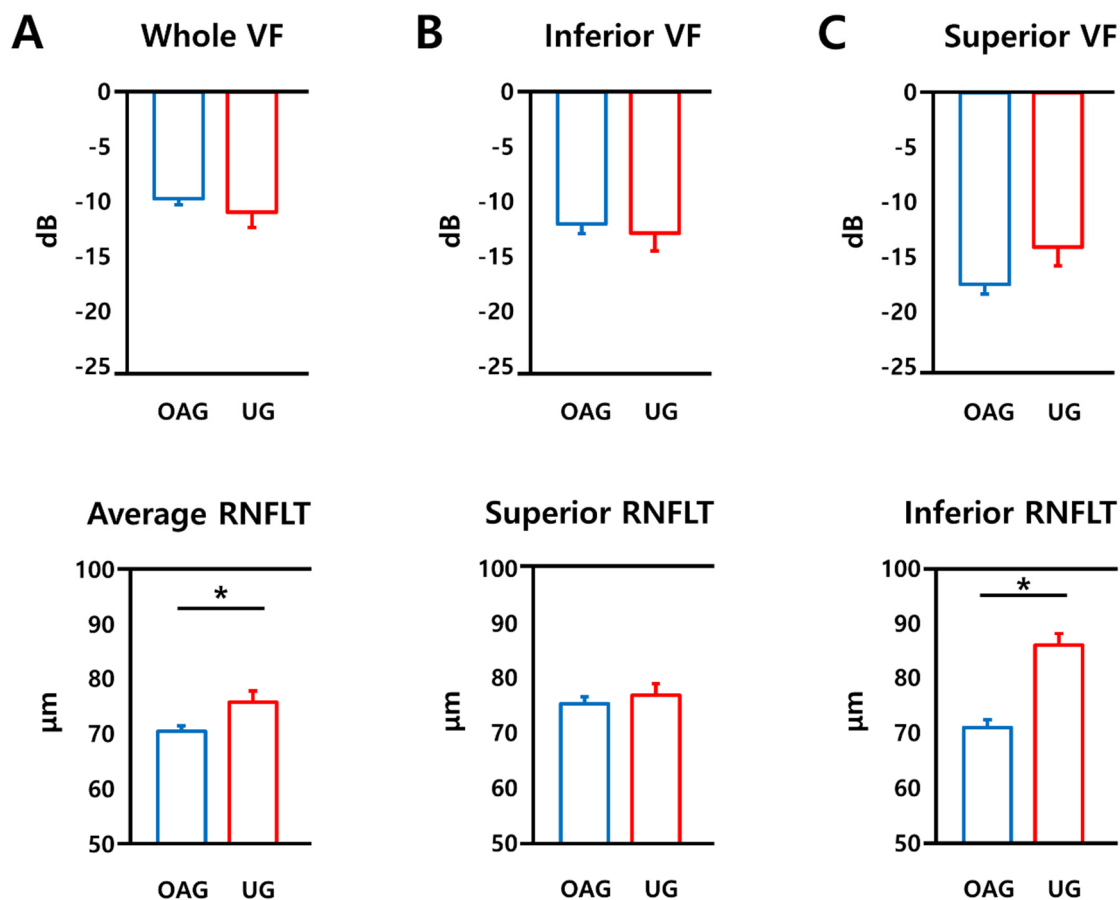 A Whole VF
0
-5
-10
-15
-20
-25
dB
OAG UG
B Inferior VF
0
-5
-10
-15
-20
-25
dB
OAG UG
C Superior VF
0
-5
-10
-15
-20
-25
dB
OAG UG
Average RNFLT
100
90
80
70
60
50
µm
*
OAG UG
Superior RNFLT
100
90
80
70
60
50
µm
OAG UG
Inferior RNFLT
100
90
80
70
60
50
µm
*
OAG UG